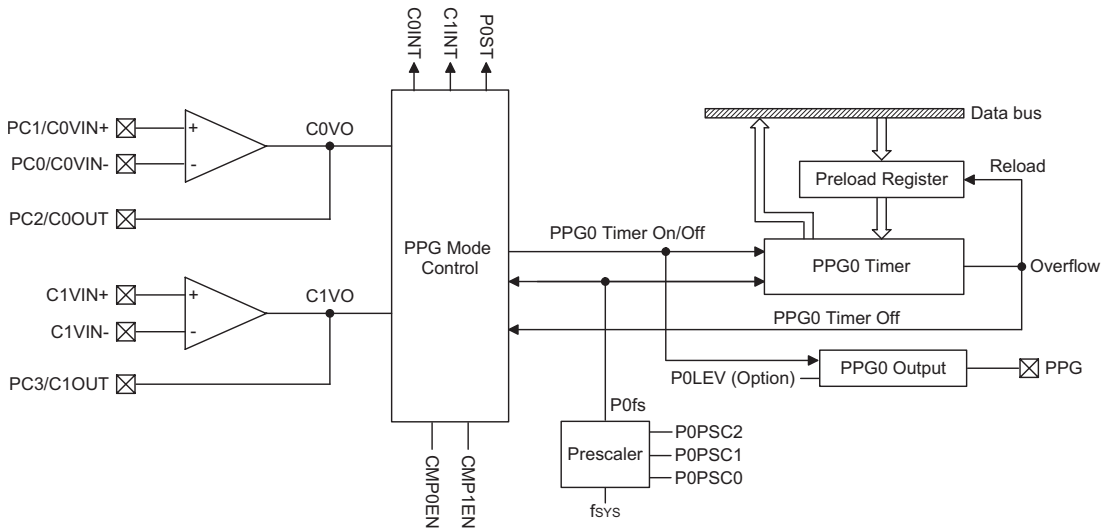 C0INT
C1INT
P0ST
PC1/C0VIN+
+
C0VO
PC0/C0VIN-
-
PC2/C0OUT
C1VIN+
+
C1VO
C1VIN-
-
PC3/C1OUT
PPG Mode
Control
CMP0EN
CMP1EN
Data bus
Preload Register
Reload
PPG0 Timer On/Off
PPG0 Timer
Overflow
PPG0 Timer Off
P0LEV (Option)
PPG0 Output
PPG
P0fs
Prescaler
P0PSC2
P0PSC1
P0PSC0
fSYS